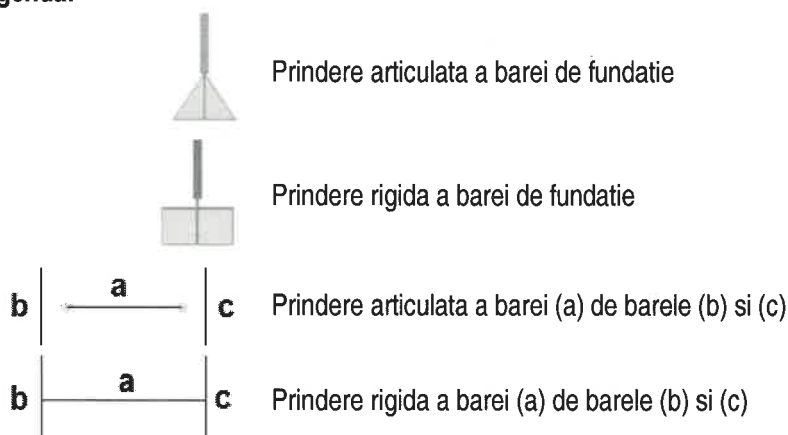 Prindere articulata a barei de fundatie
Prindere rigida a barei de fundatie
b a c Prindere articulata a barei (a) de barele (b) si (c)
b a c Prindere rigida a barei (a) de barele (b) si (c)